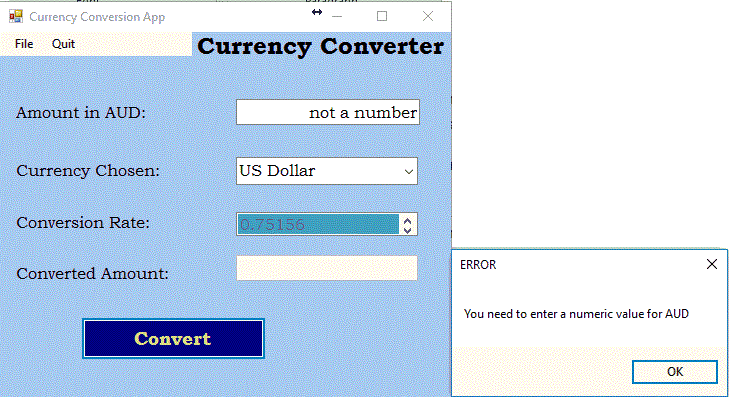 Currency Conversion App
File Quit
Currency Converter
Amount in AUD: not a number
Currency Chosen: US Dollar
Conversion Rate: 0.75156
Converted Amount:
Convert
ERROR
You need to enter a numeric value for AUD
OK